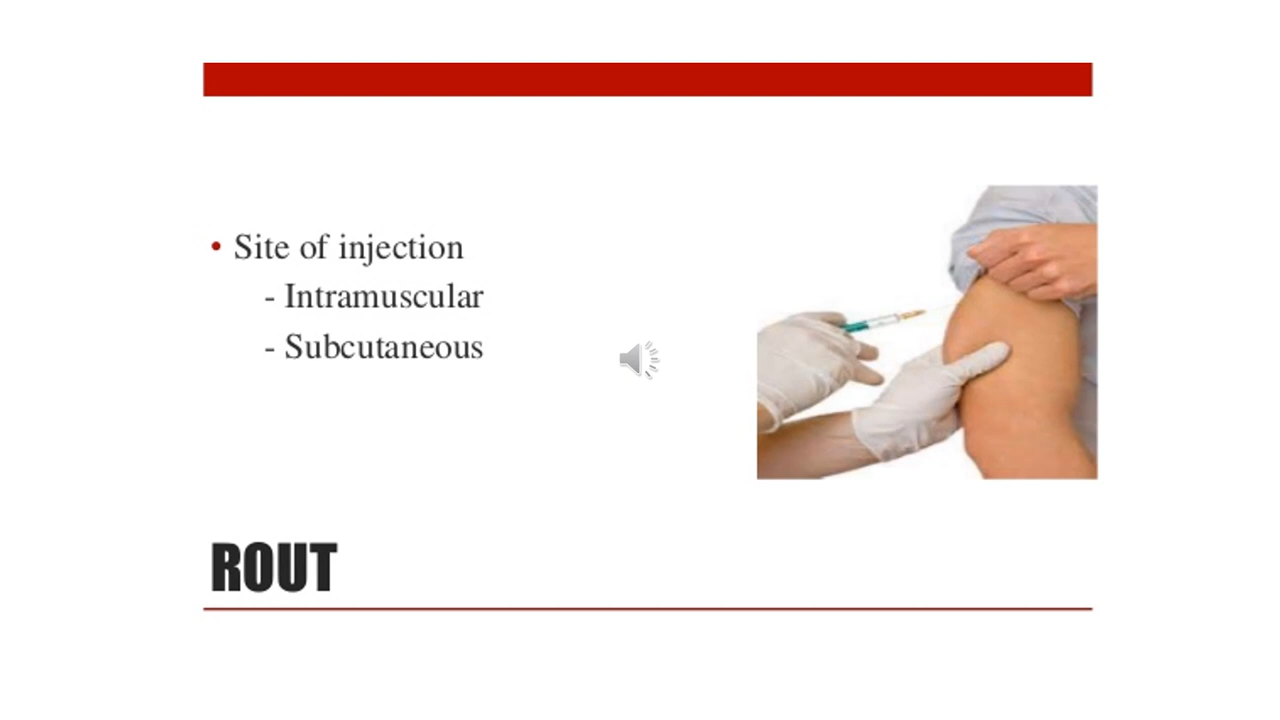 • Site of injection
- Intramuscular
- Subcutaneous
ROUT